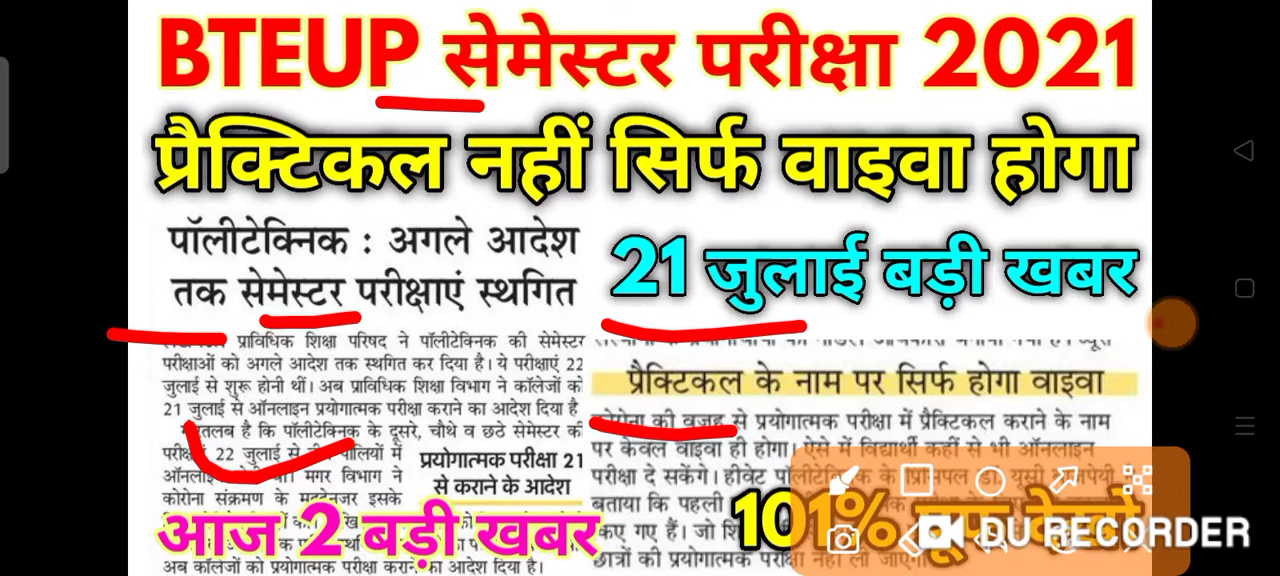 BTEUP सेमेस्टर परीक्षा 2021
प्रैक्टिकल नहीं सिर्फ वाइवा होगा
पॉलीटेक्निक : अगले आदेश
तक सेमेस्टर परीक्षाएं स्थगित
प्राविधिक शिक्षा परिषद ने पॉलीटेक्निक की सेमेस्टर
परीक्षाओं को अगले आदेश तक स्थगित कर दिया है। ये परीक्षाएं 22
जुलाई से शुरू होनी थीं। अब प्राविधिक शिक्षा विभाग ने कॉलेजों को
21 जुलाई से ऑनलाइन प्रयोगात्मक परीक्षा कराने का आदेश दिया है
है कि पॉलीटेक्निक के दूसरे, चौथे व छठे सेमेस्टर की
22 जुलाई से पालियों में
मगर विभाग ने
कोरोना संक्रमण के मद्देनजर इसके
प्रयोगात्मक परीक्षा 21
से कराने के आदेश
आज 2 बड़ी खबर
अब कॉलेजों को प्रयोगात्मक परीक्षा कराने का आदेश दिया है।
21 जुलाई बड़ी खबर
प्रैक्टिकल के नाम पर सिर्फ होगा वाइवा
की वजह से प्रयोगात्मक परीक्षा में प्रैक्टिकल कराने के नाम
पर केवल वाइवा ही होगा। ऐसे में विद्यार्थी कहीं से भी ऑनलाइन
परीक्षा दे सकेंगे। हीवेट पॉलीटेक्निक के प्रिंसिपल डा. यूसी
बताया कि पहली
किए गए हैं। जो
छात्रों की प्रयोगात्मक परीक्षा नहीं ली जाएगी
101%
DU RECORDER